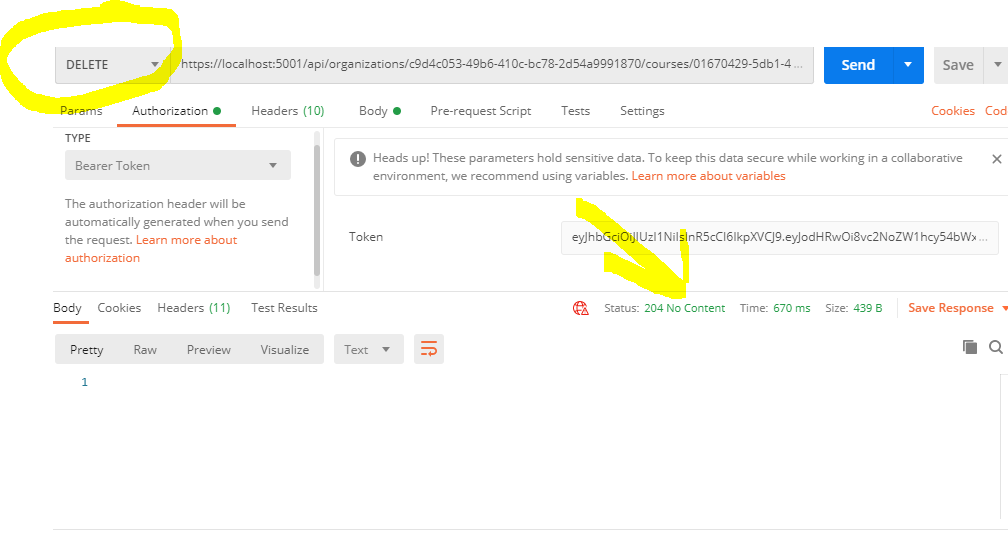 DELETE https://localhost:5001/api/organizations/c9d4c053-49b6-410c-bc78-2d54a9991870/courses/01670429-5db1-4 ... Send Save
Params Authorization Headers (10) Body Pre-request Script Tests Settings Cookies Cod
TYPE
Bearer Token
The authorization header will be
automatically generated when you send
the request. Learn more about
authorization
Heads up! These parameters hold sensitive data. To keep this data secure while working in a collaborative
environment, we recommend using variables. Learn more about variables
Token
Body Cookies Headers (11) Test Results Status: 204 No Content Time: 670 ms Size: 439 B Save Response
Pretty Raw Preview Visualize Text
1